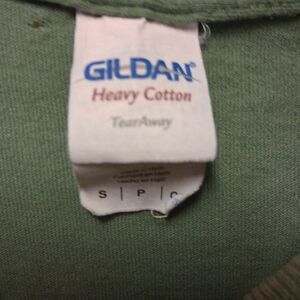 GILDAN
Heavy Cotton
TearAway
S | P |